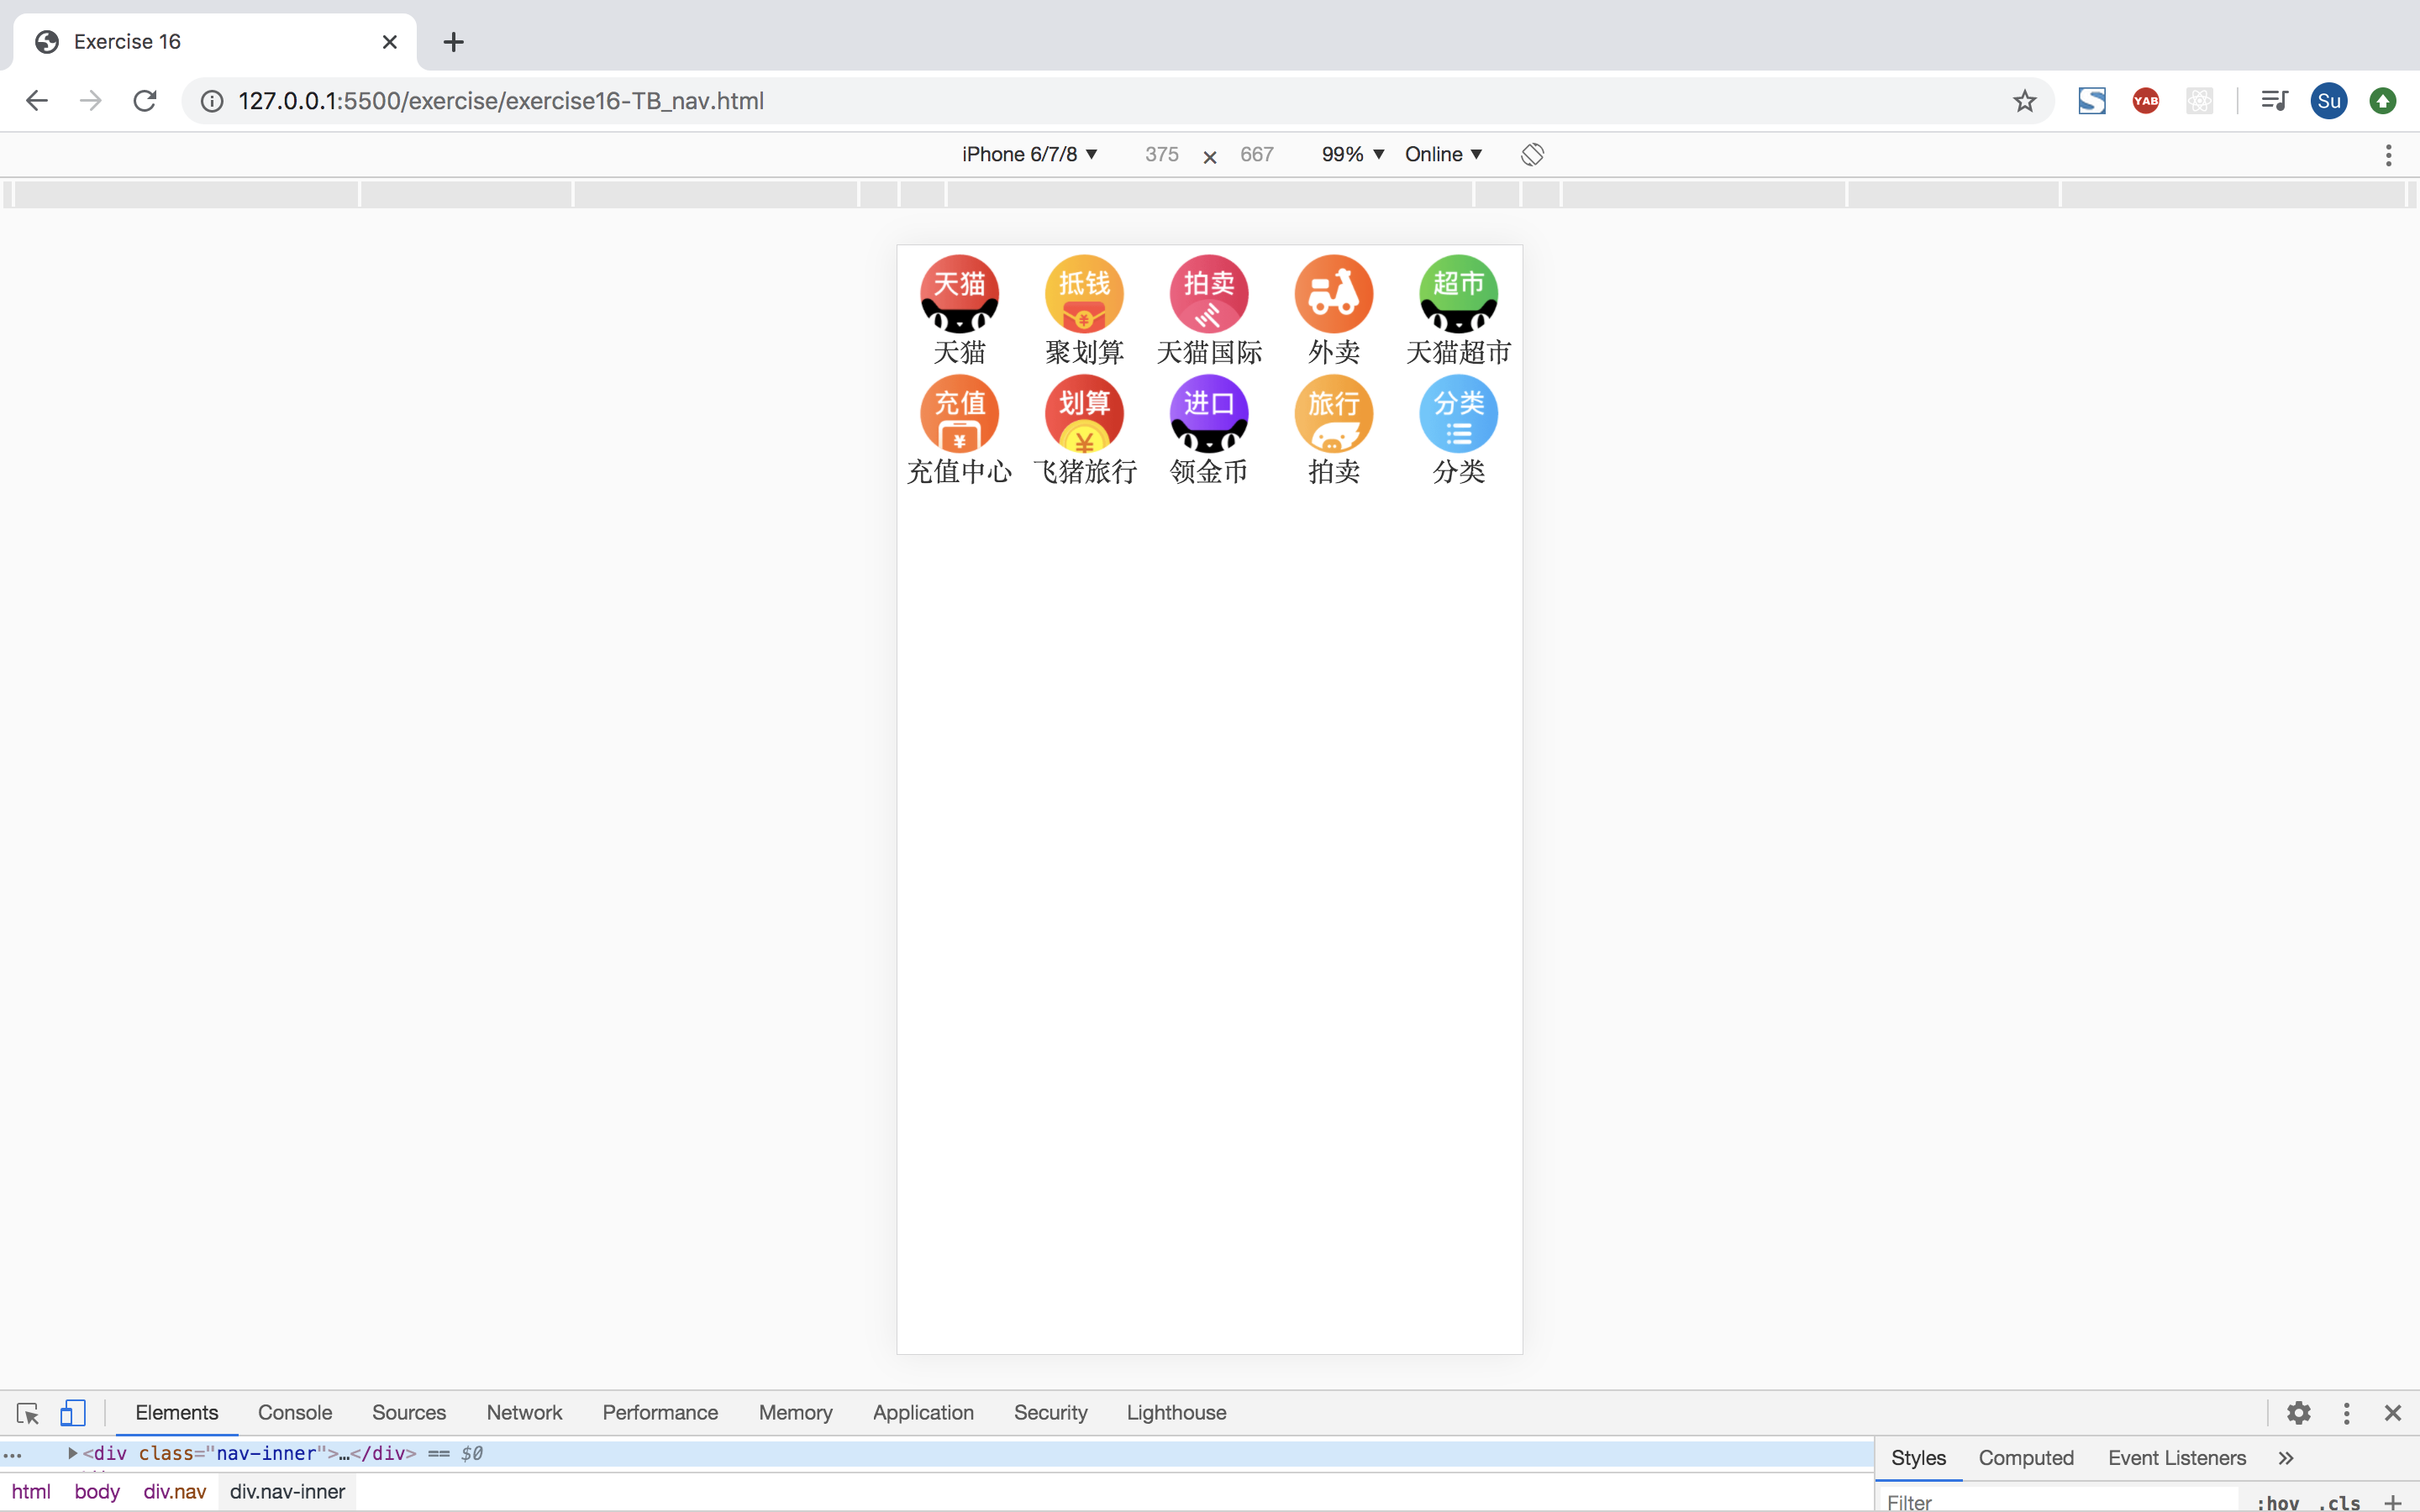 Exercise 16
127.0.0.1:5500/exercise/exercise16-TB_nav.html
YAB
Su
iPhone 6/7/8 ▼ 375 × 667 99% ▼ Online ▼
天猫 抵钱 拍卖 超市
天猫 聚划算 天猫国际 外卖 天猫超市
充值 划算 进口 旅行 分类
充值中心 飞猪旅行 领金币 拍卖 分类
Elements Console Sources Network Performance Memory Application Security Lighthouse
<div class="nav-inner">…</div> == $0
Styles Computed Event Listeners »
html body div.nav div.nav-inner
Filter :hov .cls +